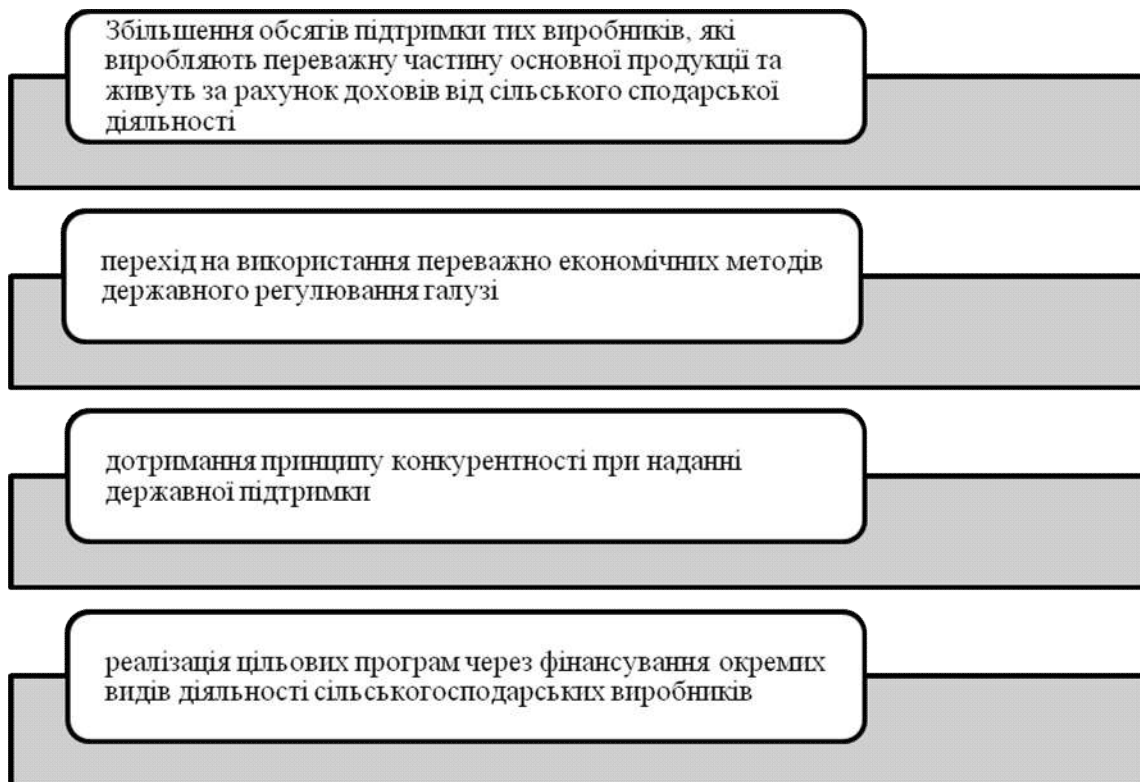 Збільшення обсягів підтримки тих виробників, які
виробляють переважну частину основної продукції та
живуть за рахунок доховів від сільського сподарської
діяльності
перехід на використання переважно економічних методів
державного регулювання галузі
дотримання принципу конкурентності при наданні
державної підтримки
реалізація цільових програм через фінансування окремих
видів діяльності сільськогосподарських виробників